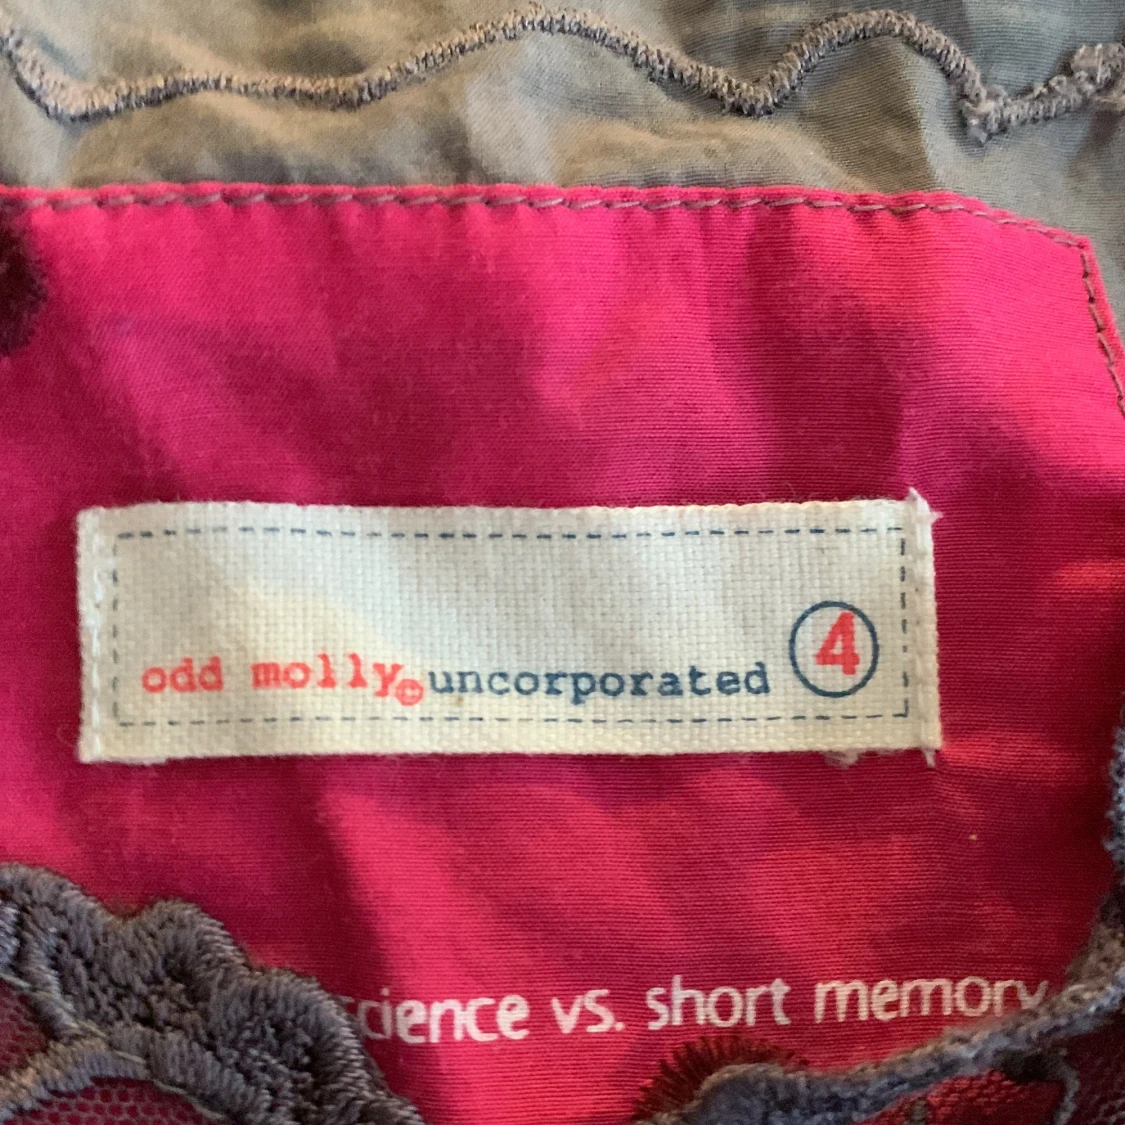 odd molly©uncorporated 4
science vs. short memory